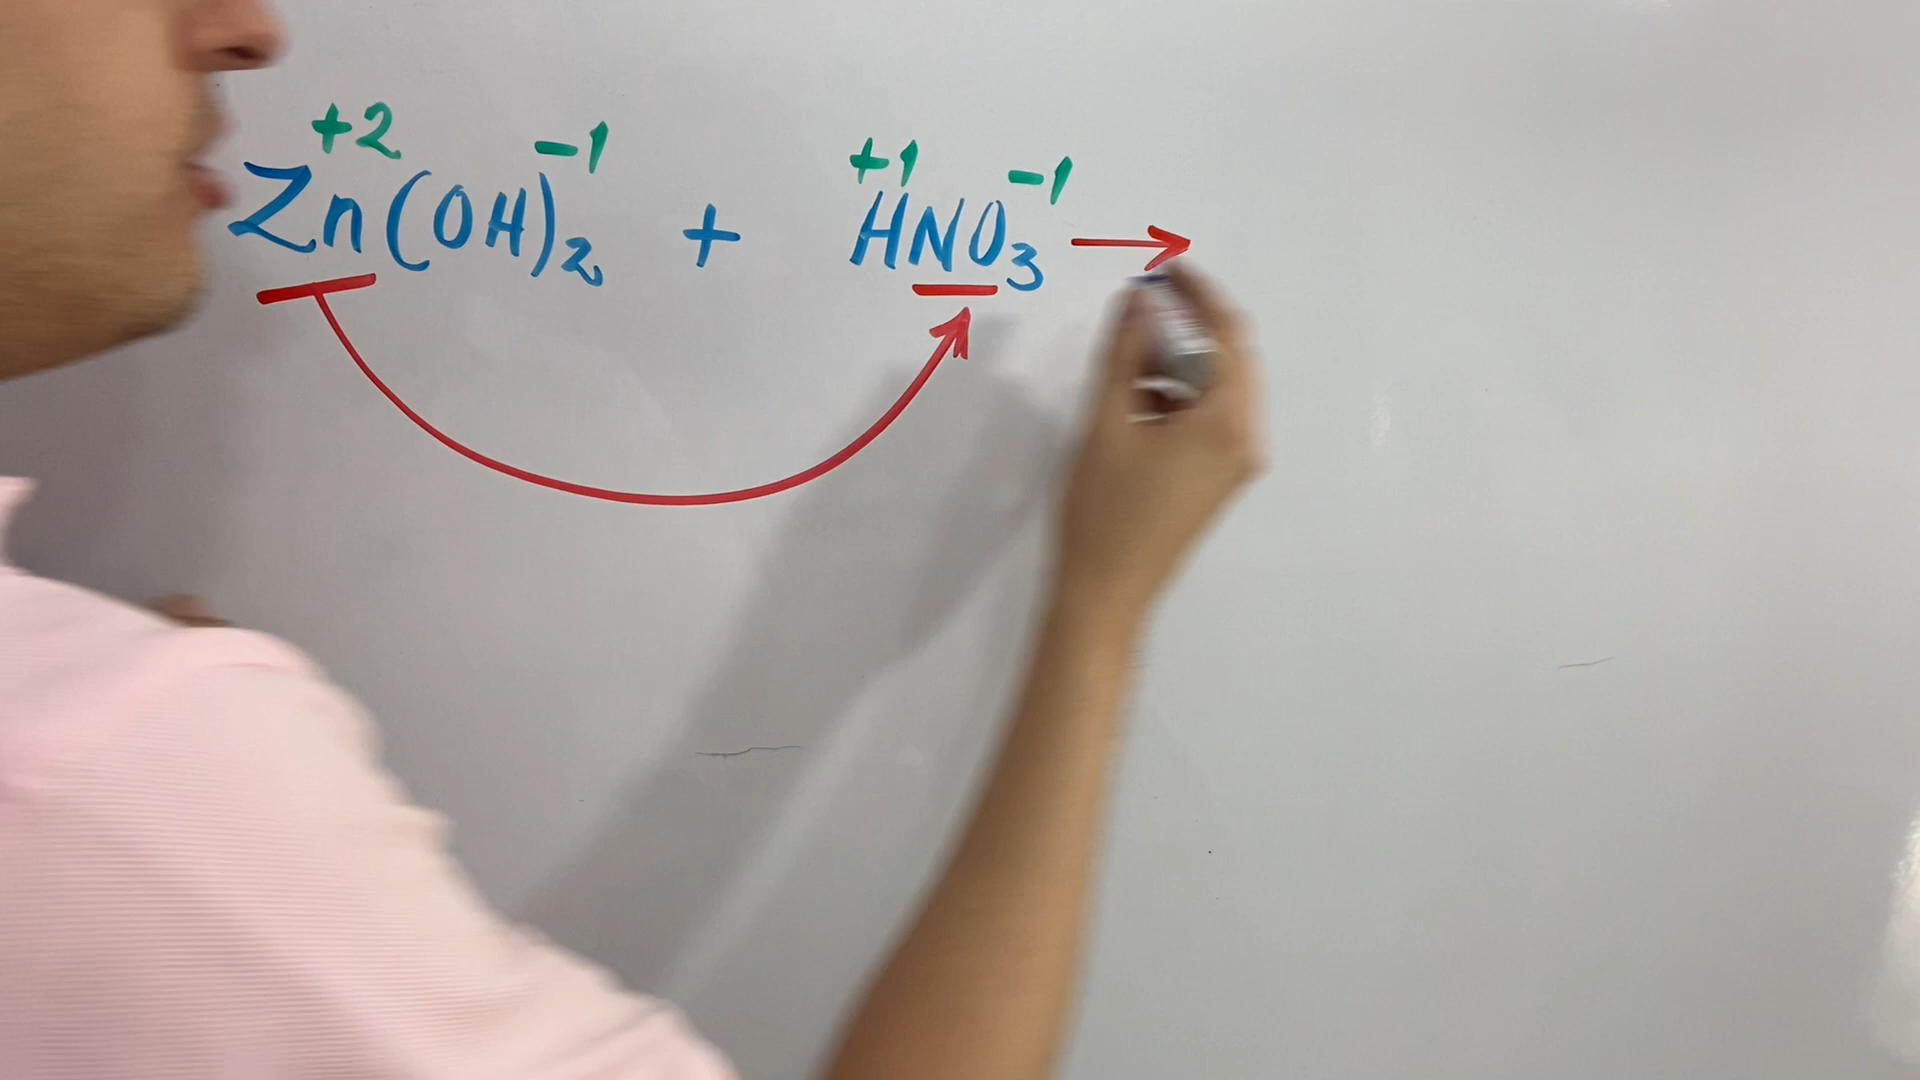 +2 -1 +1 -1
Zn(OH)₂ + HNO₃ →